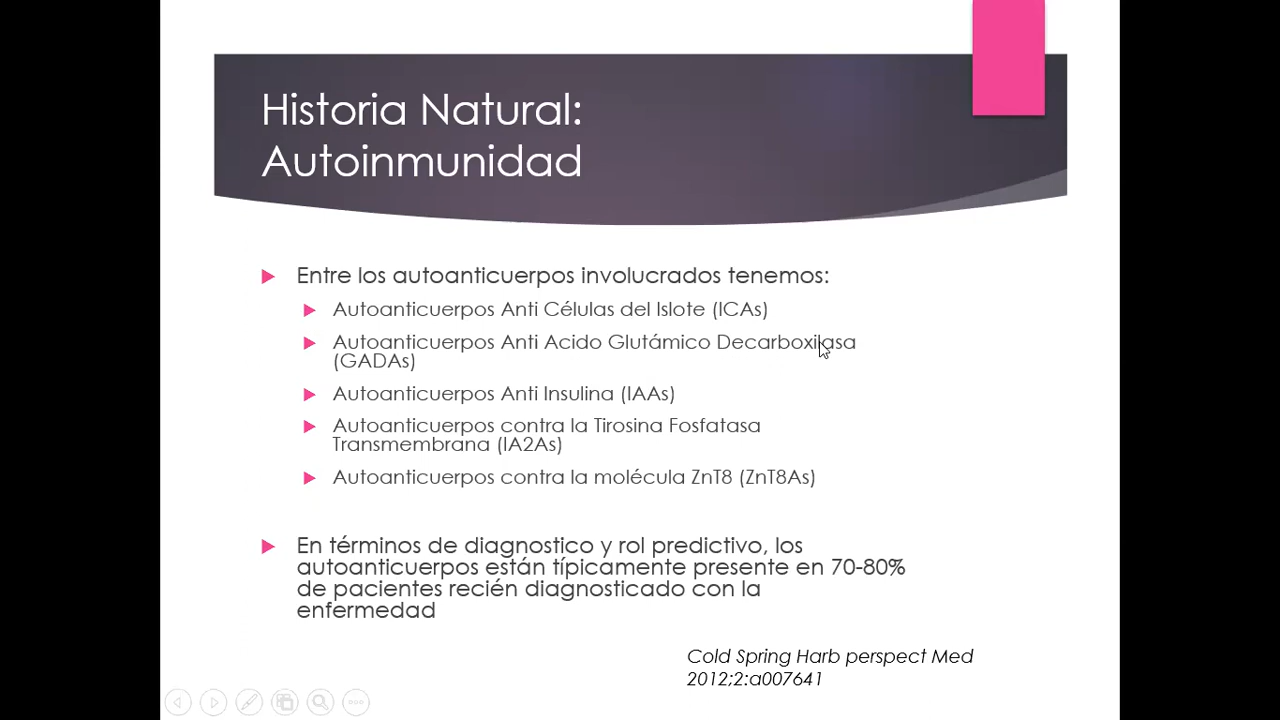 Historia Natural:
Autoinmunidad
Entre los autoanticuerpos involucrados tenemos:
Autoanticuerpos Anti Células del Islote (ICAs)
Autoanticuerpos Anti Acido Glutámico Decarboxilasa
(GADAs)
Autoanticuerpos Anti Insulina (IAAs)
Autoanticuerpos contra la Tirosina Fosfatasa
Transmembrana (IA2As)
Autoanticuerpos contra la molécula ZnT8 (ZnT8As)
En términos de diagnostico y rol predictivo, los
autoanticuerpos están típicamente presente en 70-80%
de pacientes recién diagnosticado con la
enfermedad
Cold Spring Harb perspect Med
2012;2:a007641